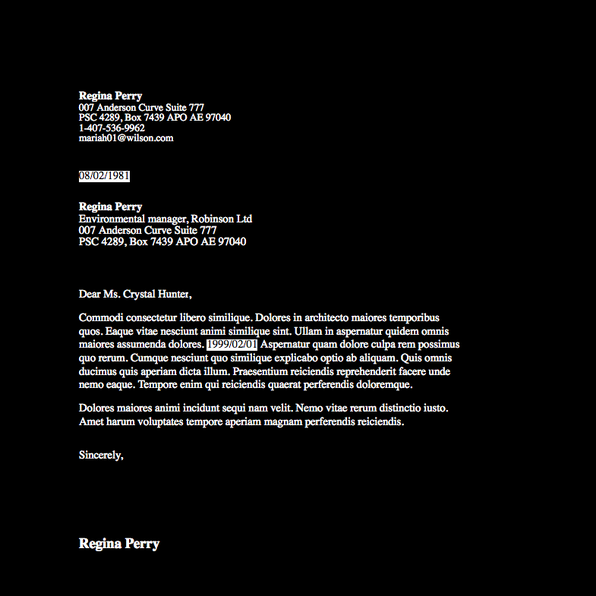 Regina Perry
007 Anderson Curve Suite 777
PSC 4289, Box 7439 APO AE 97040
1-407-536-9962
mariah01@wilson.com
08/02/1981
Regina Perry
Environmental manager, Robinson Ltd
007 Anderson Curve Suite 777
PSC 4289, Box 7439 APO AE 97040
Dear Ms. Crystal Hunter,
Commodi consectetur libero similique. Dolores in architecto maiores temporibus
quos. Eaque vitae nesciunt animi similique sint. Ullam in aspernatur quidem omnis
maiores assumenda dolores. 1999/02/01 Aspernatur quam dolore culpa rem possimus
quo rerum. Cumque nesciunt quo similique explicabo optio ab aliquam. Quis omnis
ducimus quis aperiam dicta illum. Praesentium reiciendis reprehenderit facere unde
nemo eaque. Tempore enim qui reiciendis quaerat perferendis doloremque.
Dolores maiores animi incidunt sequi nam velit. Nemo vitae rerum distinctio iusto.
Amet harum voluptates tempore aperiam magnam perferendis reiciendis.
Sincerely,
Regina Perry